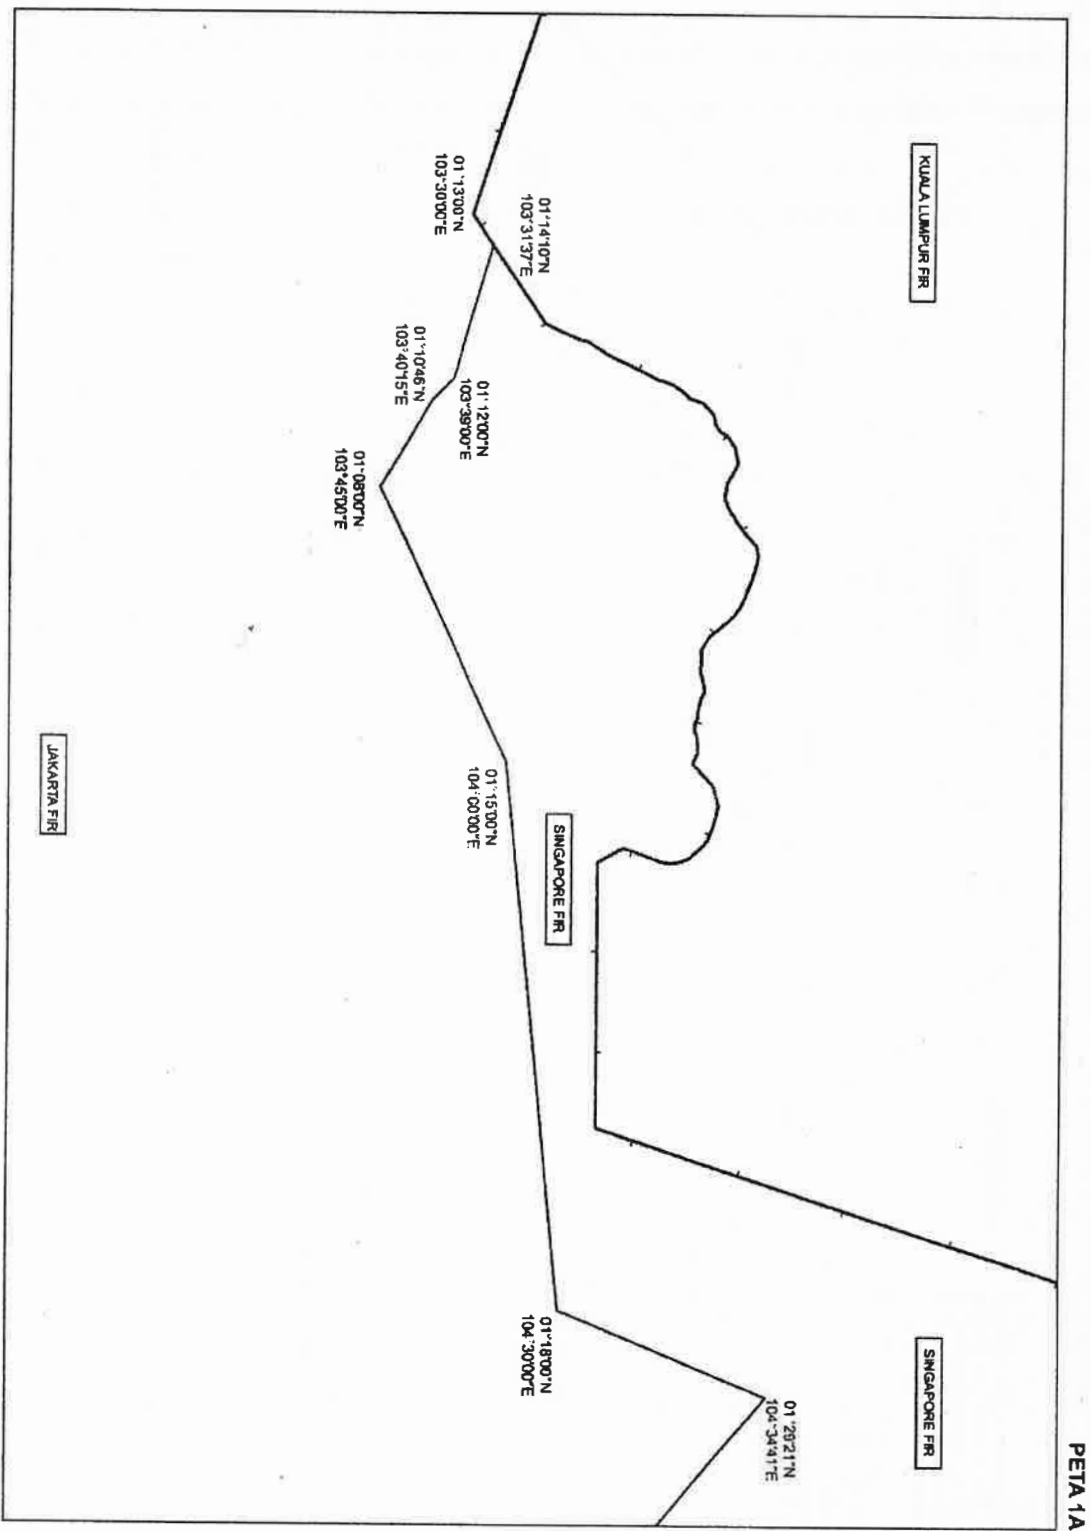 PETA 1A
KUALA LUMPUR FIR
SINGAPORE FIR
01°14'10"N
103°31'37"E
01°13'00"N
103°30'00"E
01°12'00"N
103°39'00"E
01°10'46"N
103°40'15"E
01°08'00"N
103°45'00"E
01°15'00"N
104°00'00"E
SINGAPORE FIR
01°18'00"N
104°30'00"E
01°29'21"N
104°34'41"E
JAKARTA FIR